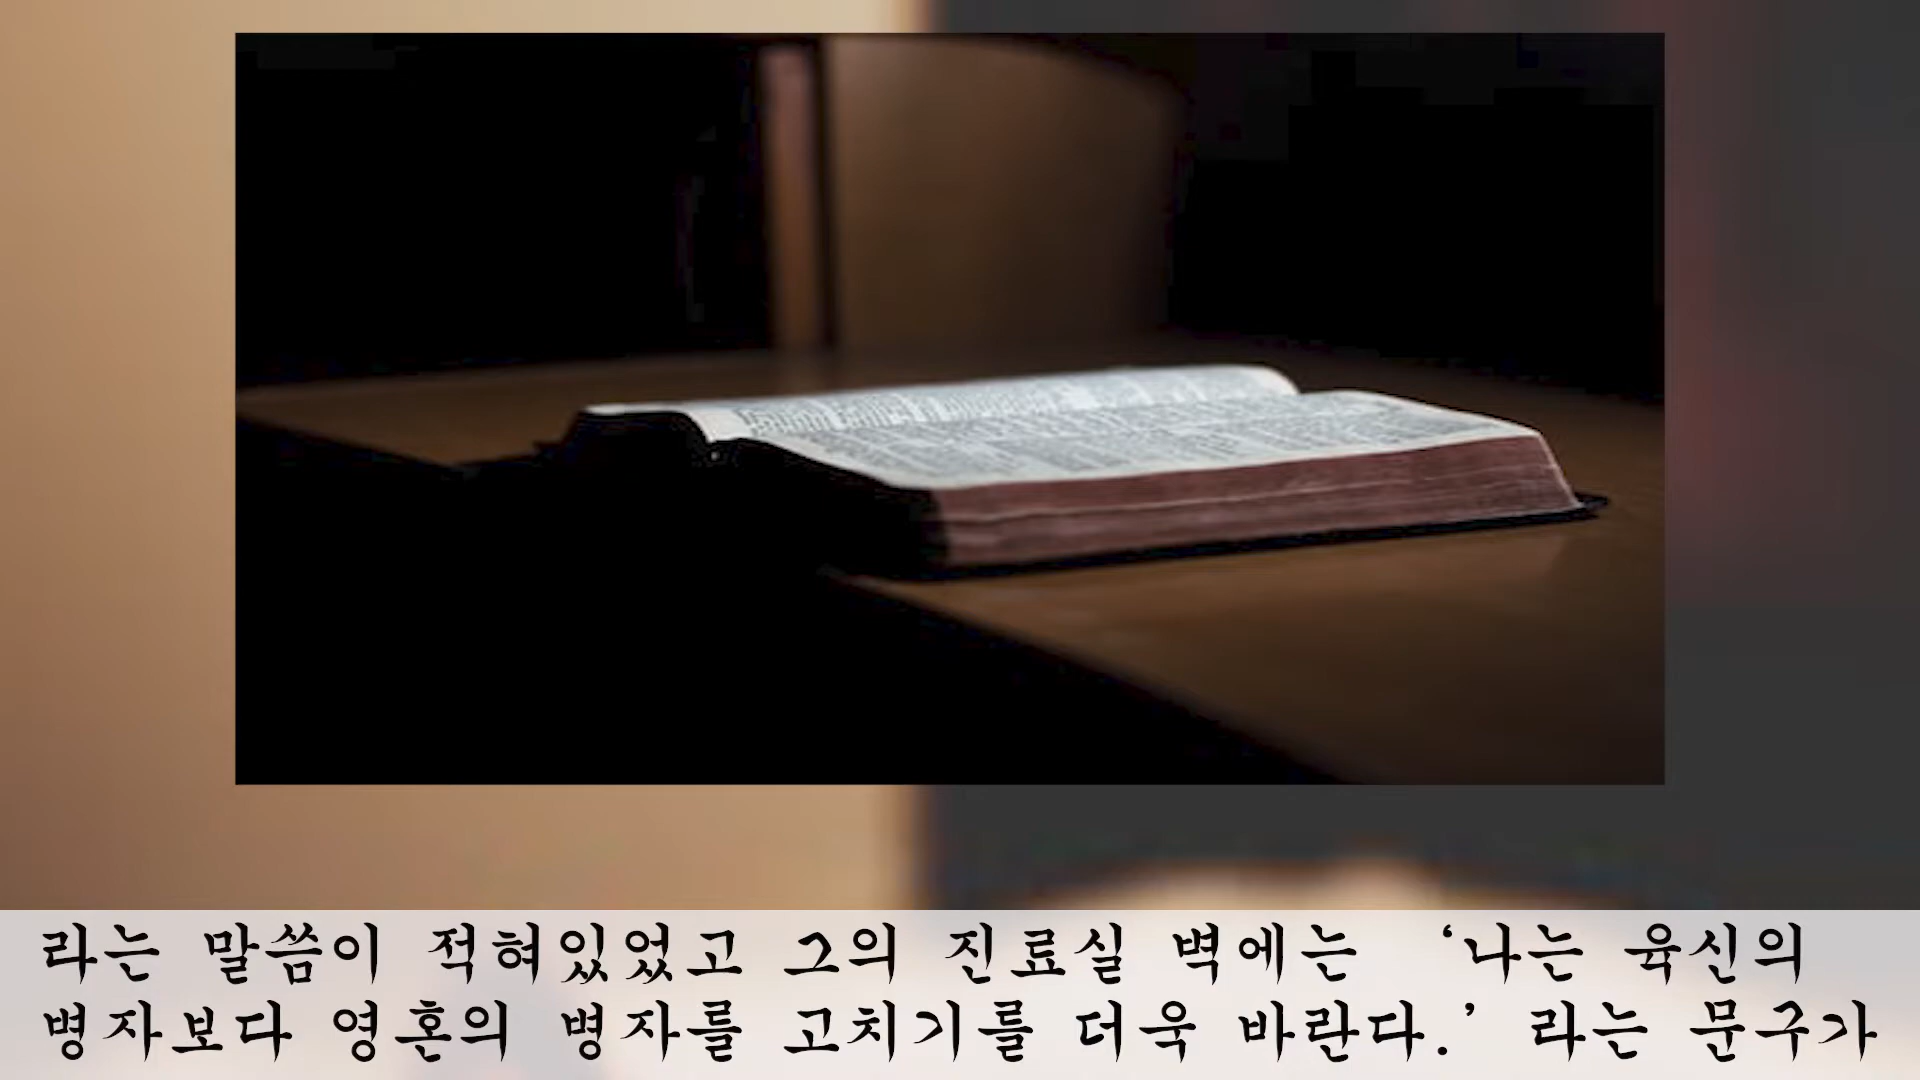 라는 말씀이 적혀있었고 그의 진료실 벽에는 ‘나는 육신의
병자보다 영혼의 병자를 고치기를 더욱 바란다.’ 라는 문구가